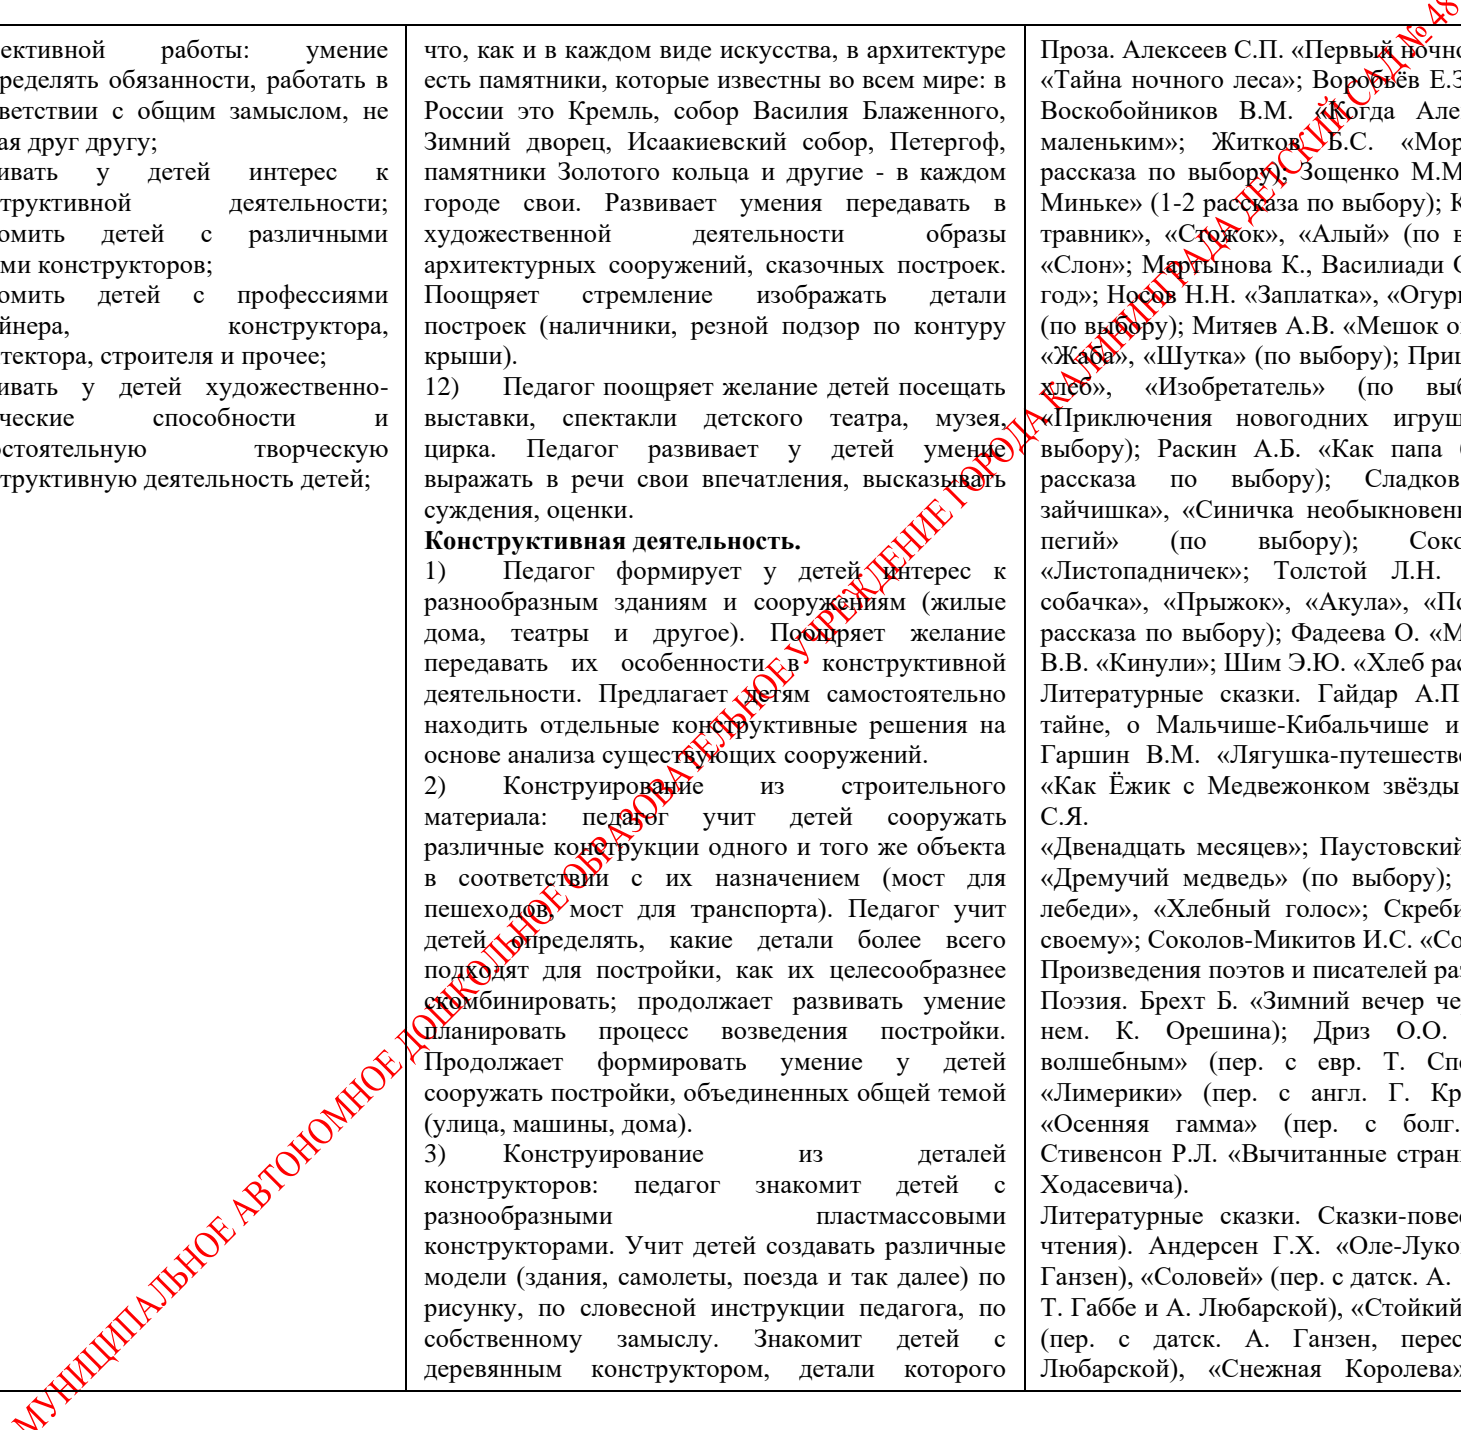 ективной работы: умение
ределять обязанности, работать в
ветствии с общим замыслом, не
ая друг другу;
ивать у детей интерес к
труктивной деятельности;
омить детей с различными
ми конструкторов;
омить детей с профессиями
йнера, конструктора,
тектора, строителя и прочее;
ивать у детей художественно-
ческие способности и
остоятельную творческую
труктивную деятельность детей;
что, как и в каждом виде искусства, в архитектуре
есть памятники, которые известны во всем мире: в
России это Кремль, собор Василия Блаженного,
Зимний дворец, Исаакиевский собор, Петергоф,
памятники Золотого кольца и другие - в каждом
городе свои. Развивает умения передавать в
художественной деятельности образы
архитектурных сооружений, сказочных построек.
Поощряет стремление изображать детали
построек (наличники, резной подзор по контуру
крыши).
12) Педагог поощряет желание детей посещать
выставки, спектакли детского театра, музея,
цирка. Педагог развивает у детей умение
выражать в речи свои впечатления, высказывать
суждения, оценки.
Конструктивная деятельность.
1) Педагог формирует у детей интерес к
разнообразным зданиям и сооружениям (жилые
дома, театры и другое). Поощряет желание
передавать их особенности в конструктивной
деятельности. Предлагает детям самостоятельно
находить отдельные конструктивные решения на
основе анализа существующих сооружений.
2) Конструирование из строительного
материала: педагог учит детей сооружать
различные конструкции одного и того же объекта
в соответствии с их назначением (мост для
пешеходов, мост для транспорта). Педагог учит
детей определять, какие детали более всего
подходят для постройки, как их целесообразнее
скомбинировать; продолжает развивать умение
планировать процесс возведения постройки.
Продолжает формировать умение у детей
сооружать постройки, объединенных общей темой
(улица, машины, дома).
3) Конструирование из деталей
конструкторов: педагог знакомит детей с
разнообразными пластмассовыми
конструкторами. Учит детей создавать различные
модели (здания, самолеты, поезда и так далее) по
рисунку, по словесной инструкции педагога, по
собственному замыслу. Знакомит детей с
деревянным конструктором, детали которого
Проза. Алексеев С.П. «Первый ночно
«Тайна ночного леса»; Воробьёв Е.З
Воскобойников В.М. «Когда Але
маленьким»; Житков Б.С. «Мор
рассказа по выбору); Зощенко М.М
Миньке» (1-2 рассказа по выбору); К
травник», «Стожок», «Алый» (по в
«Слон»; Мартынова К., Василиади О
год»; Носов Н.Н. «Заплатка», «Огурц
(по выбору); Митяев А.В. «Мешок о
«Жаба», «Шутка» (по выбору); Приш
хлеб», «Изобретатель» (по выб
«Приключения новогодних игруш
выбору); Раскин А.Б. «Как папа
рассказа по выбору); Сладков
зайчишка», «Синичка необыкновенн
пегий» (по выбору); Соко
«Листопадничек»; Толстой Л.Н.
собачка», «Прыжок», «Акула», «По
рассказа по выбору); Фадеева О. «М
В.В. «Кинули»; Шим Э.Ю. «Хлеб рас
Литературные сказки. Гайдар А.П
тайне, о Мальчише-Кибальчише и
Гаршин В.М. «Лягушка-путешество
«Как Ёжик с Медвежонком звёзды
С.Я.
«Двенадцать месяцев»; Паустовский
«Дремучий медведь» (по выбору);
лебеди», «Хлебный голос»; Скреби
своему»; Соколов-Микитов И.С. «Со
Произведения поэтов и писателей раз
Поэзия. Брехт Б. «Зимний вечер че
нем. К. Орешина); Дриз О.О.
волшебным» (пер. с евр. Т. Спе
«Лимерики» (пер. с англ. Г. Кр
«Осенняя гамма» (пер. с болг.
Стивенсон Р.Л. «Вычитанные страни
Ходасевича).
Литературные сказки. Сказки-повес
чтения). Андерсен Г.Х. «Оле-Луко
Ганзен), «Соловей» (пер. с датск. А.
Т. Габбе и А. Любарской), «Стойкий
(пер. с датск. А. Ганзен, перес
Любарской), «Снежная Королева»
МУНИЦИПАЛЬНОЕ АВТОНОМНОЕ ДОШКОЛЬНОЕ ОБРАЗОВАТЕЛЬНОЕ УЧРЕЖДЕНИЕ ГОРОДА КАЛИНИНГРАДА ДЕТСКИЙ САД № 48